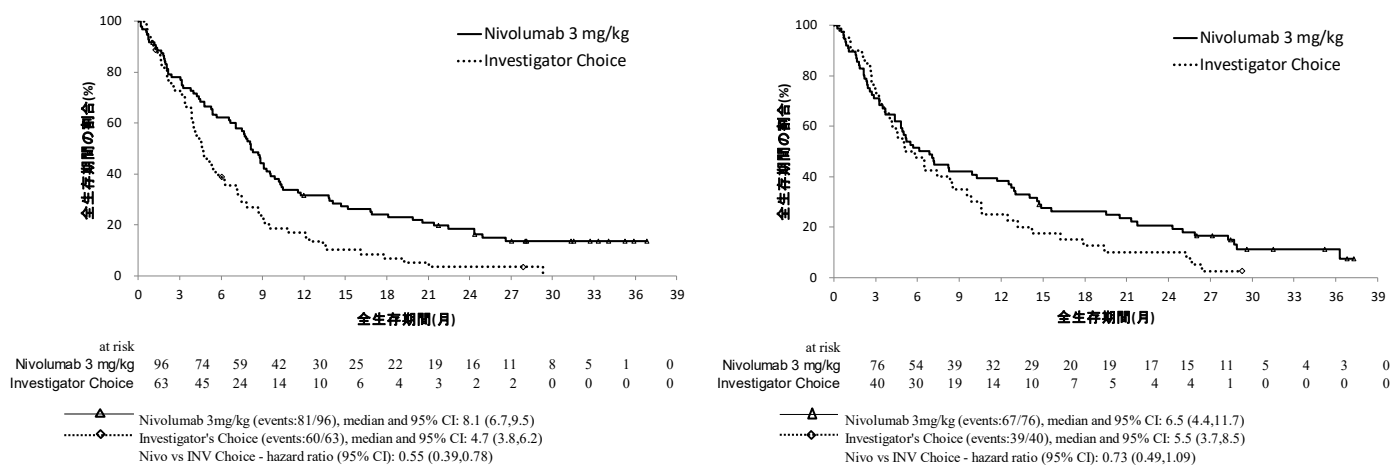 100
80
60
40
20
0
全生存期間の割合(%)
Nivolumab 3 mg/kg
Investigator Choice
0 3 6 9 12 15 18 21 24 27 30 33 36 39
全生存期間(月)
at risk
Nivolumab 3 mg/kg 96 74 59 42 30 25 22 19 16 11 8 5 1 0
Investigator Choice 63 45 24 14 10 6 4 3 2 2 0 0 0 0
Nivolumab 3mg/kg (events:81/96), median and 95% CI: 8.1 (6.7,9.5)
Investigator's Choice (events:60/63), median and 95% CI: 4.7 (3.8,6.2)
Nivo vs INV Choice - hazard ratio (95% CI): 0.55 (0.39,0.78)
100
80
60
40
20
0
全生存期間の割合(%)
Nivolumab 3 mg/kg
Investigator Choice
0 3 6 9 12 15 18 21 24 27 30 33 36 39
全生存期間(月)
at risk
Nivolumab 3 mg/kg 76 54 39 32 29 20 19 17 15 11 5 4 3 0
Investigator Choice 40 30 19 14 10 7 5 4 4 1 0 0 0 0
Nivolumab 3mg/kg (events:67/76), median and 95% CI: 6.5 (4.4,11.7)
Investigator's Choice (events:39/40), median and 95% CI: 5.5 (3.7,8.5)
Nivo vs INV Choice - hazard ratio (95% CI): 0.73 (0.49,1.09)